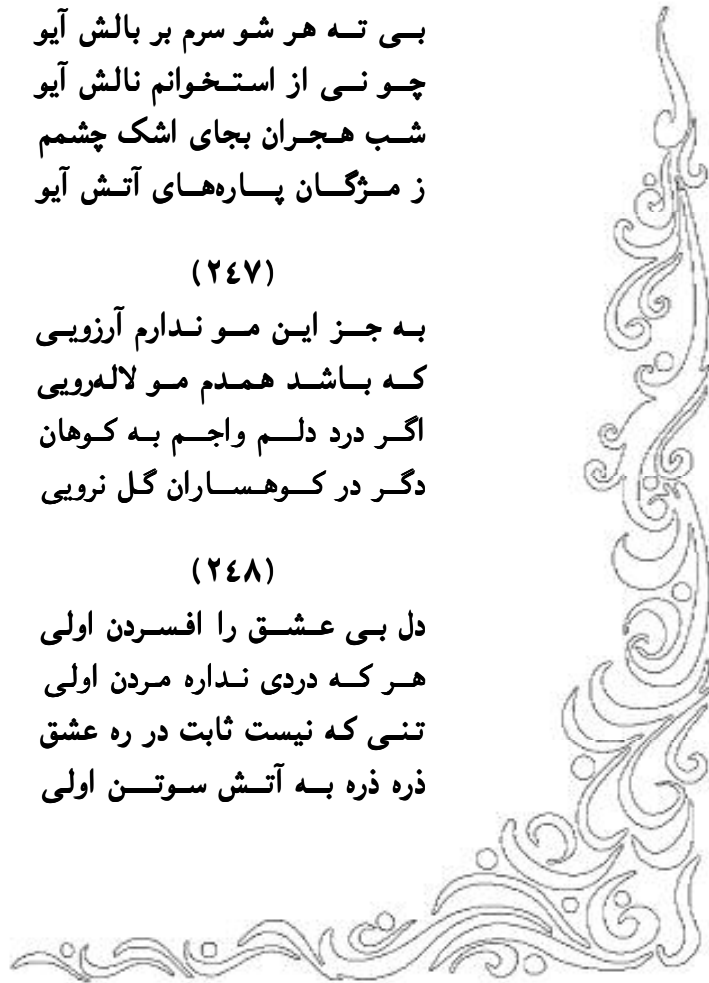 بی ته هر شو سرم بر بالش آیو
چو نی از استخوانم نالش آیو
شب هجران بجای اشک چشمم
ز مژگان پاره‌های آتش آیو
(۲٤۷)
به جز این مو ندارم آرزویی
که باشد همدم مو لاله‌رویی
اگر درد دلم واجم به کوهان
دگر در کوهساران گل نرویی
(۲٤۸)
دل بی عشق را افسردن اولی
هر که دردی نداره مردن اولی
تنی که نیست ثابت در ره عشق
ذره ذره به آتش سوتن اولی